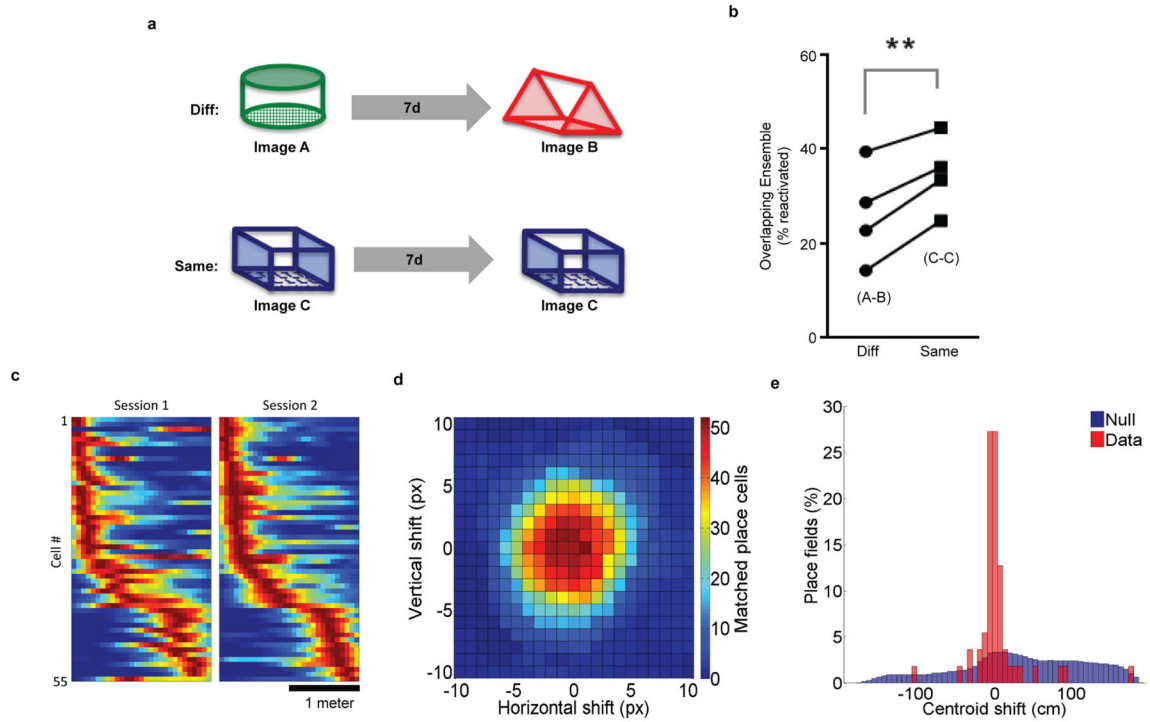 a
Diff:
7d
Image A
Image B
Same:
7d
Image C
Image C
b
**
60
40
20
0
Overlapping Ensemble
(% reactivated)
(A-B)
(C-C)
Diff
Same
c
Session 1
Session 2
1
Cell #
55
1 meter
d
10
5
0
-5
-10
Vertical shift (px)
-10
-5
0
5
10
Horizontal shift (px)
50
40
30
20
10
0
Matched place cells
e
30
25
20
15
10
5
0
Place fields (%)
Null
Data
-100
0
100
Centroid shift (cm)